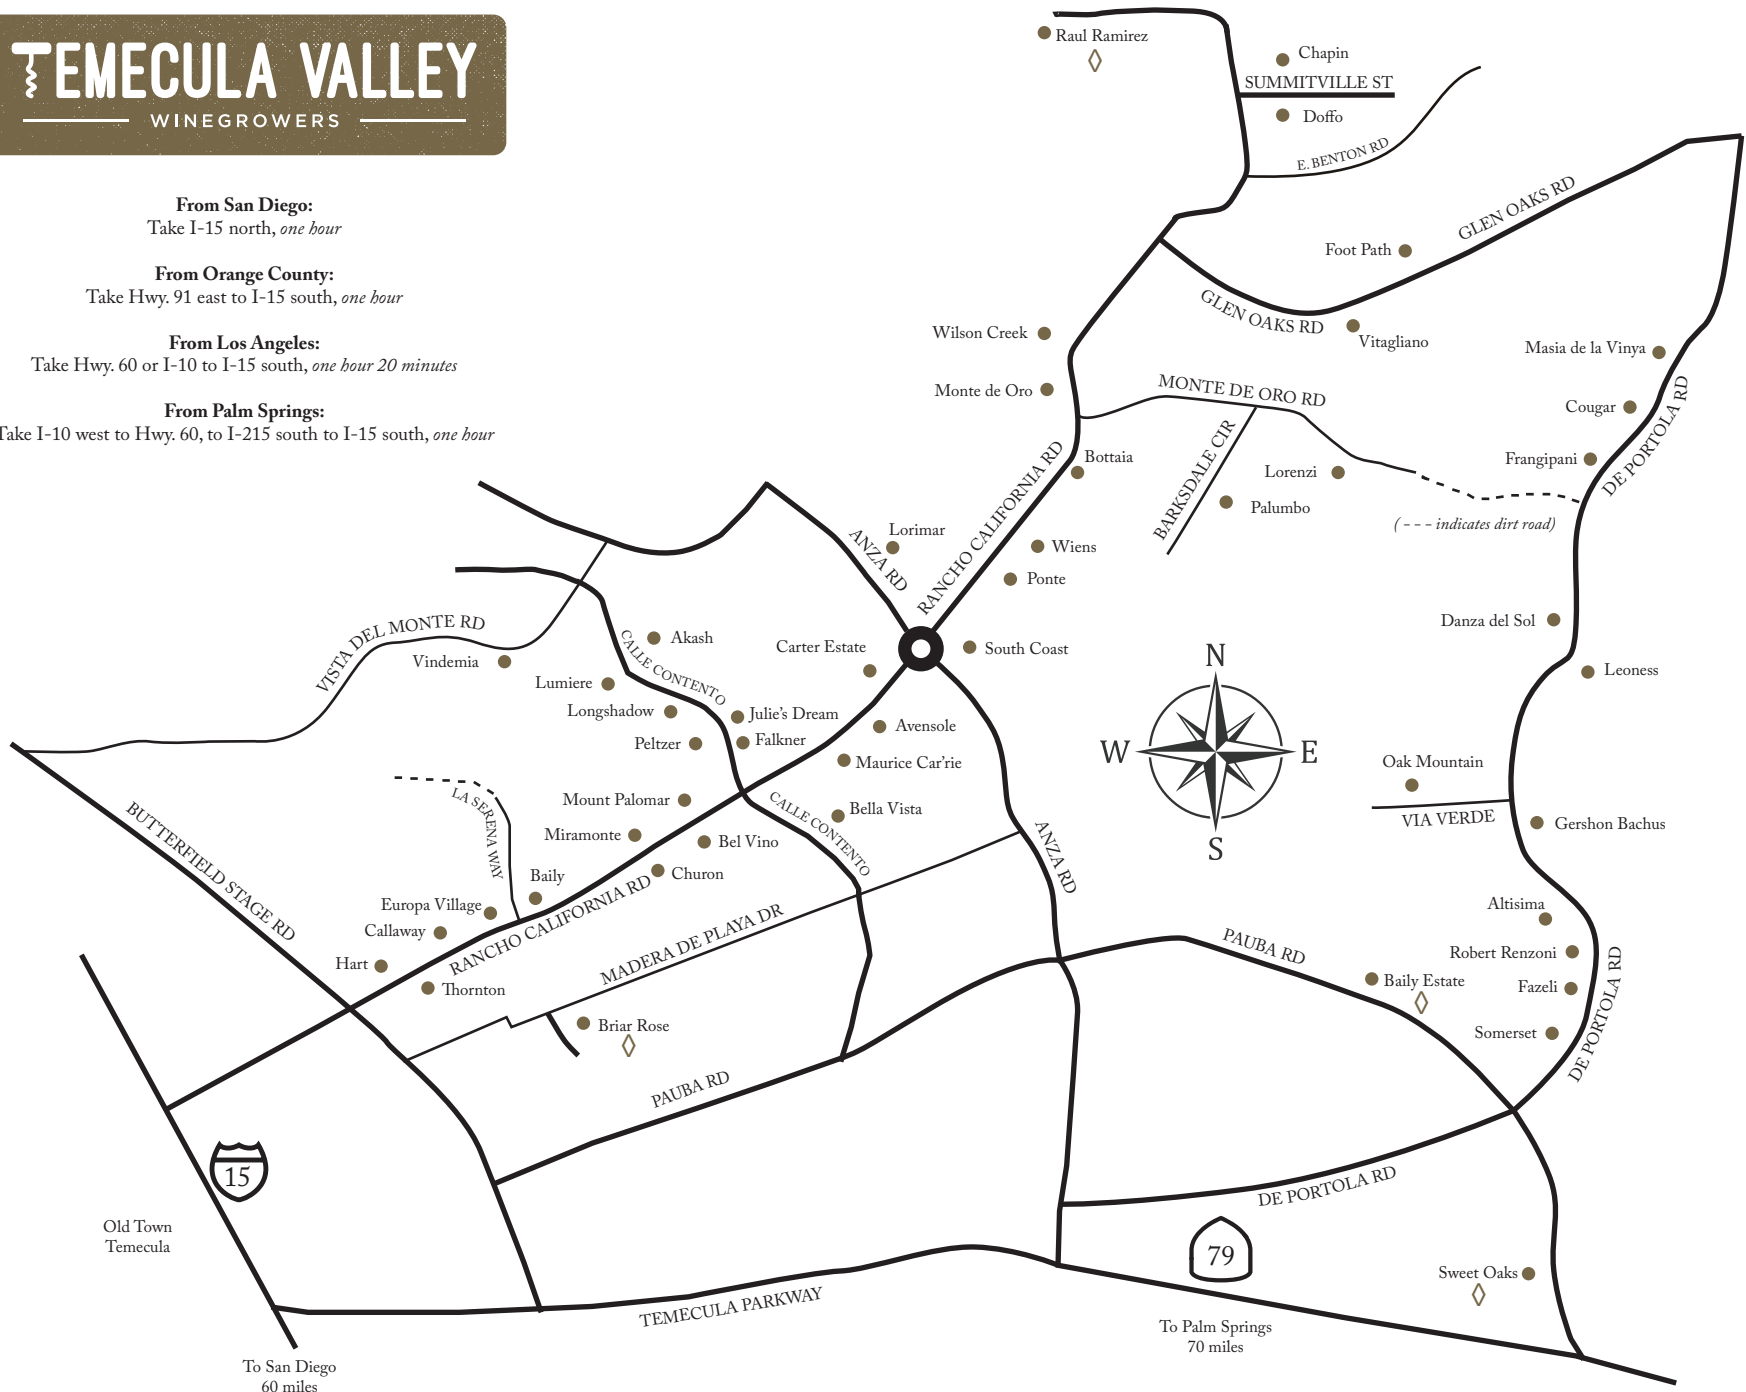 TEMECULA VALLEY
WINEGROWERS
From San Diego:
Take I-15 north, one hour
From Orange County:
Take Hwy. 91 east to I-15 south, one hour
From Los Angeles:
Take Hwy. 60 or I-10 to I-15 south, one hour 20 minutes
From Palm Springs:
Take I-10 west to Hwy. 60, to I-215 south to I-15 south, one hour
Raul Ramirez
Chapin
SUMMITVILLE ST
Doffo
E. BENTON RD
GLEN OAKS RD
Foot Path
GLEN OAKS RD
Vitagliano
Wilson Creek
Masia de la Vinya
Monte de Oro
MONTE DE ORO RD
Cougar
DE PORTOLA RD
BARKSDALE CIR
Bottaia
Lorenzi
Frangipani
Palumbo
( - - - indicates dirt road)
RANCHO CALIFORNIA RD
Lorimar
ANZA RD
Wiens
Ponte
Danza del Sol
VISTA DEL MONTE RD
Akash
Carter Estate
South Coast
N
Vindemia
CALLE CONTENTO
Leoness
Lumiere
Longshadow
Julie's Dream
Avensole
Peltzer
Falkner
W
E
Maurice Car'rie
Oak Mountain
LA SERENA WAY
Mount Palomar
CALLE CONTENTO
Bella Vista
VIA VERDE
Gershon Bachus
BUTTERFIELD STAGE RD
Miramonte
Bel Vino
ANZA RD
S
Baily
Churon
Europa Village
Altisima
Callaway
RANCHO CALIFORNIA RD
MADERA DE PLAYA DR
PAUBA RD
Robert Renzoni
Hart
Thornton
Baily Estate
Fazeli
DE PORTOLA RD
Briar Rose
Somerset
PAUBA RD
15
DE PORTOLA RD
Old Town
Temecula
79
Sweet Oaks
TEMECULA PARKWAY
To Palm Springs
70 miles
To San Diego
60 miles